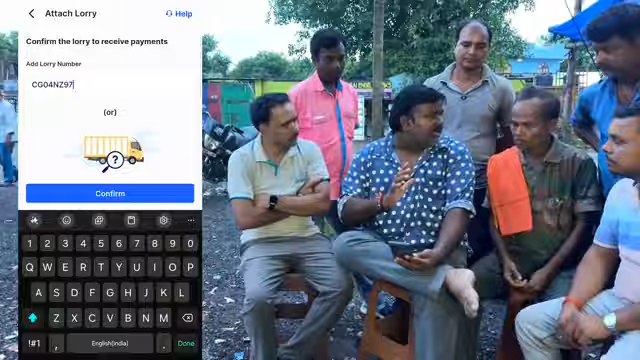 Attach Lorry
Help
Confirm the lorry to receive payments
Add Lorry Number
CG04NZ97
(or)
?
Confirm
1 2 3 4 5 6 7 8 9 0
Q W E R T Y U I O P
A S D F G H J K L
Z X C V B N M
!#1 , English(India) . Done